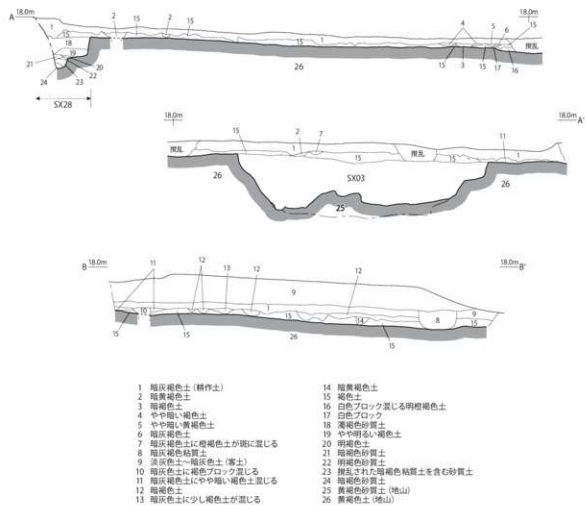 A 18.0m
2 15 2 15 1 4 5 6 15 18.0m
1 15 18 19 21 24 20 22 23 26 15 3 15 17 16 撹乱
SX28
18.0m 18.0m A'
撹乱 15 2 1 7 撹乱 15 11 1
26 SX03 15 26
25
B 18.0m 18.0m B'
11 12 13 12 12
9
10 1 15 14 8 9 15
15 15 26 15
1 暗灰褐色土(耕作土)
2 暗黄褐色土
3 暗褐色土
4 やや暗い褐色土
5 やや暗い黄褐色土
6 暗灰褐色土
7 暗灰褐色土に橙褐色土が斑に混じる
8 暗灰褐色粘質土
9 淡灰色土~暗灰色土(客土)
10 暗灰色土に褐色ブロック混じる
11 暗灰褐色土にやや暗い褐色土混じる
12 暗褐色土
13 暗灰色土に少し褐色土が混じる
14 暗黄褐色土
15 褐色土
16 白色ブロック混じる明橙褐色土
17 白色ブロック
18 濁褐色砂質土
19 やや明るい褐色土
20 明褐色土
21 暗褐色砂質土
22 明褐色砂質土
23 撹乱された暗褐色粘質土を含む砂質土
24 暗褐色砂質土
25 黄褐色砂質土(地山)
26 黄褐色土(地山)